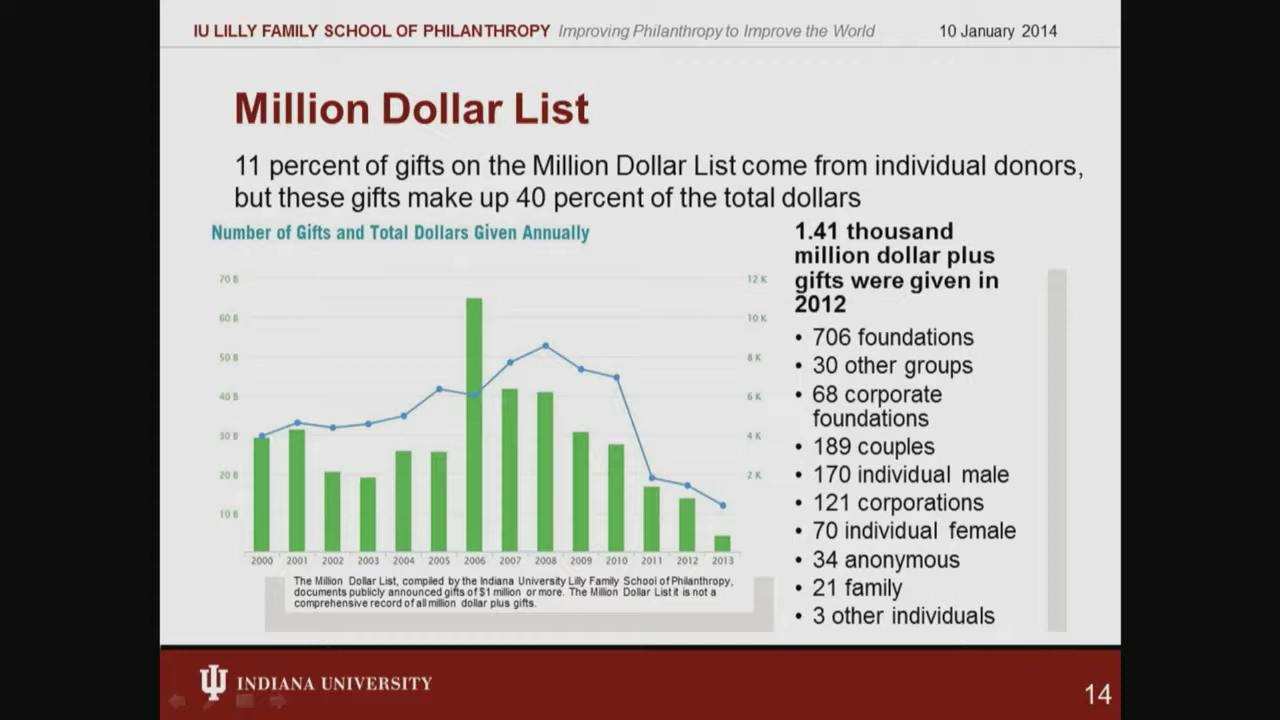 IU LILLY FAMILY SCHOOL OF PHILANTHROPY Improving Philanthropy to Improve the World 10 January 2014
Million Dollar List
11 percent of gifts on the Million Dollar List come from individual donors,
but these gifts make up 40 percent of the total dollars
Number of Gifts and Total Dollars Given Annually
70 B 12 K
60 B 10 K
50 B 8 K
40 B 6 K
30 B 4 K
20 B 2 K
10 B
2000 2001 2002 2003 2004 2005 2006 2007 2008 2009 2010 2011 2012 2013
The Million Dollar List, compiled by the Indiana University Lilly Family School of Philanthropy,
documents publicly announced gifts of $1 million or more. The Million Dollar List it is not a
comprehensive record of all million dollar plus gifts.
1.41 thousand
million dollar plus
gifts were given in
2012
• 706 foundations
• 30 other groups
• 68 corporate
foundations
• 189 couples
• 170 individual male
• 121 corporations
• 70 individual female
• 34 anonymous
• 21 family
• 3 other individuals
INDIANA UNIVERSITY
14